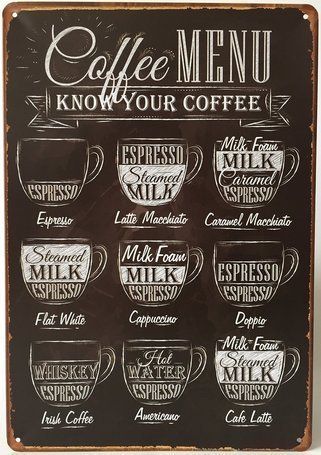 Coffee MENU
KNOW YOUR COFFEE
ESPRESSO
Espresso
ESPRESSO
Steamed
MILK
Latte Macchiato
Milk Foam
MILK
Caramel
ESPRESSO
Caramel Macchiato
Steamed
MILK
ESPRESSO
Flat White
Milk Foam
MILK
ESPRESSO
Cappuccino
ESPRESSO
ESPRESSO
Doppio
WHISKEY
ESPRESSO
Irish Coffee
Hot
WATER
ESPRESSO
Americano
Milk Foam
Steamed
MILK
ESPRESSO
Cafe Latte